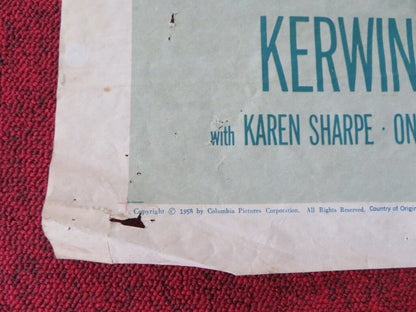 KERWIN
with KAREN SHARPE · ON
Copyright © 1958 by Columbia Pictures Corporation. All Rights Reserved. Country of Origin